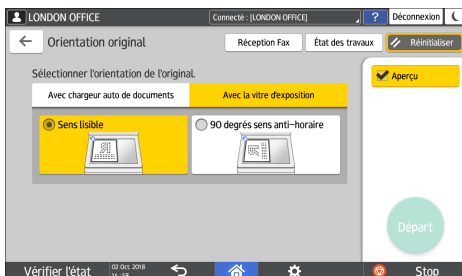 LONDON OFFICE
Connecté : [LONDON OFFICE]
?
Déconnexion
Orientation original
Réception Fax
État des travaux
Réinitialiser
Sélectionner l'orientation de l'original.
Aperçu
Avec chargeur auto de documents
Avec la vitre d'exposition
Sens lisible
90 degrés sens anti-horaire
Départ
Vérifier l'état
02 Oct. 2018
Stop